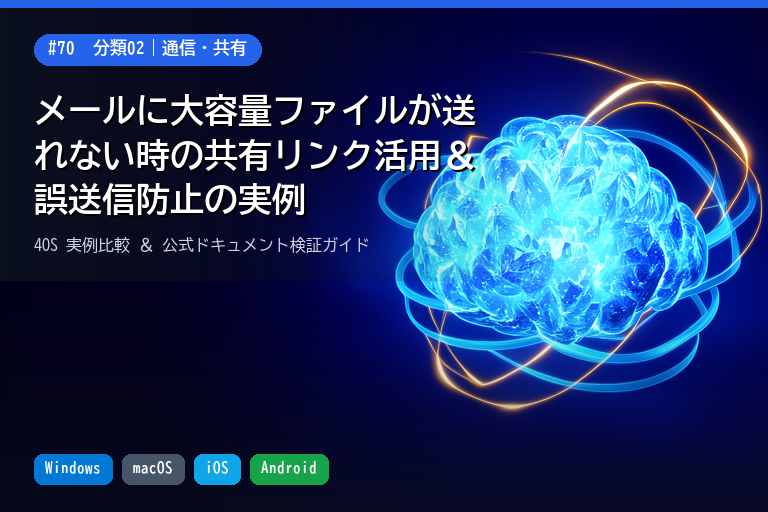 #70 分類02｜通信・共有
メールに大容量ファイルが送
れない時の共有リンク活用＆
誤送信防止の実例
4OS 実例比較 ＆ 公式ドキュメント検証ガイド
Windows macOS iOS Android